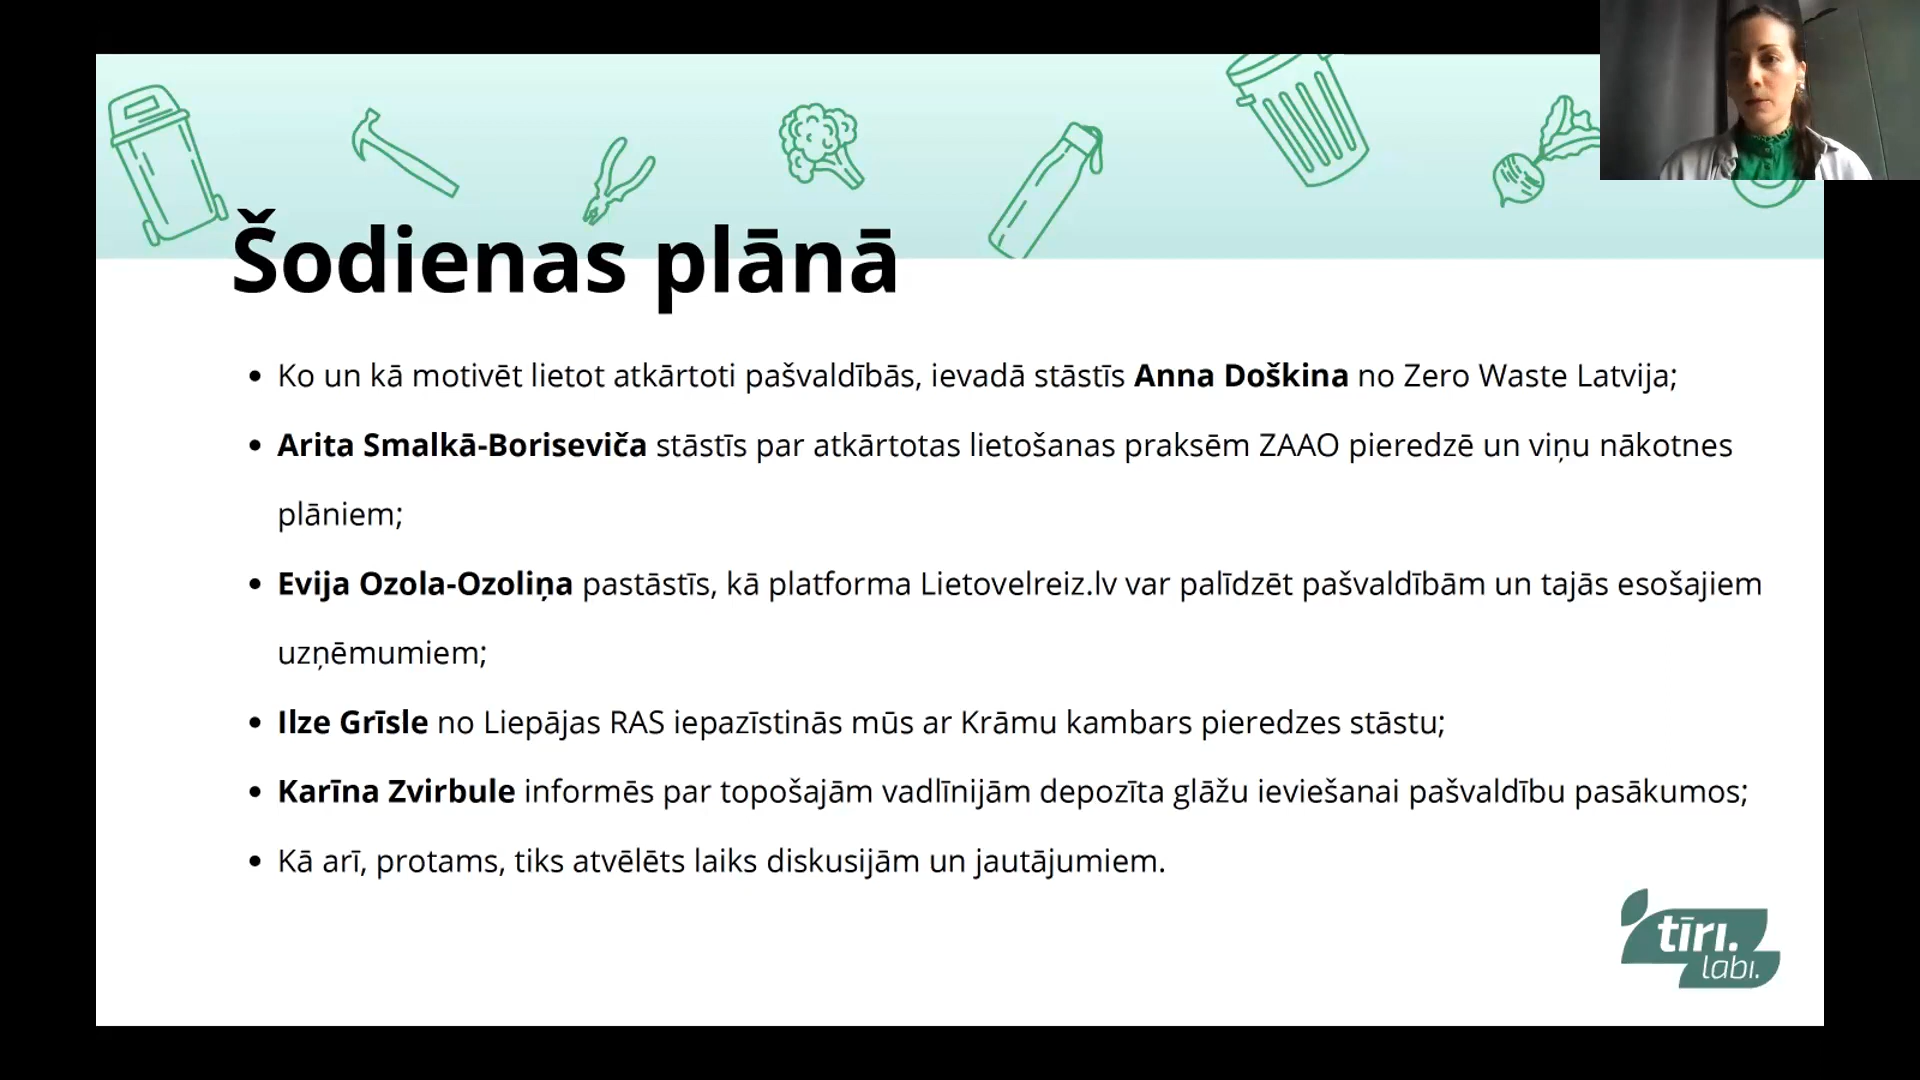 Šodienas plānā
Ko un kā motivēt lietot atkārtoti pašvaldībās, ievadā stāstīs Anna Doškina no Zero Waste Latvija;
Arita Smalkā-Boriseviča stāstīs par atkārtotas lietošanas praksēm ZAAO pieredzē un viņu nākotnes
plāniem;
Evija Ozola-Ozoliņa pastāstīs, kā platforma Lietovelreiz.lv var palīdzēt pašvaldībām un tajās esošajiem
uzņēmumiem;
Ilze Grīsle no Liepājas RAS iepazīstinās mūs ar Krāmu kambars pieredzes stāstu;
Karīna Zvirbule informēs par topošajām vadlīnijām depozīta glāžu ieviešanai pašvaldību pasākumos;
Kā arī, protams, tiks atvēlēts laiks diskusijām un jautājumiem.
tīrı.
labı.